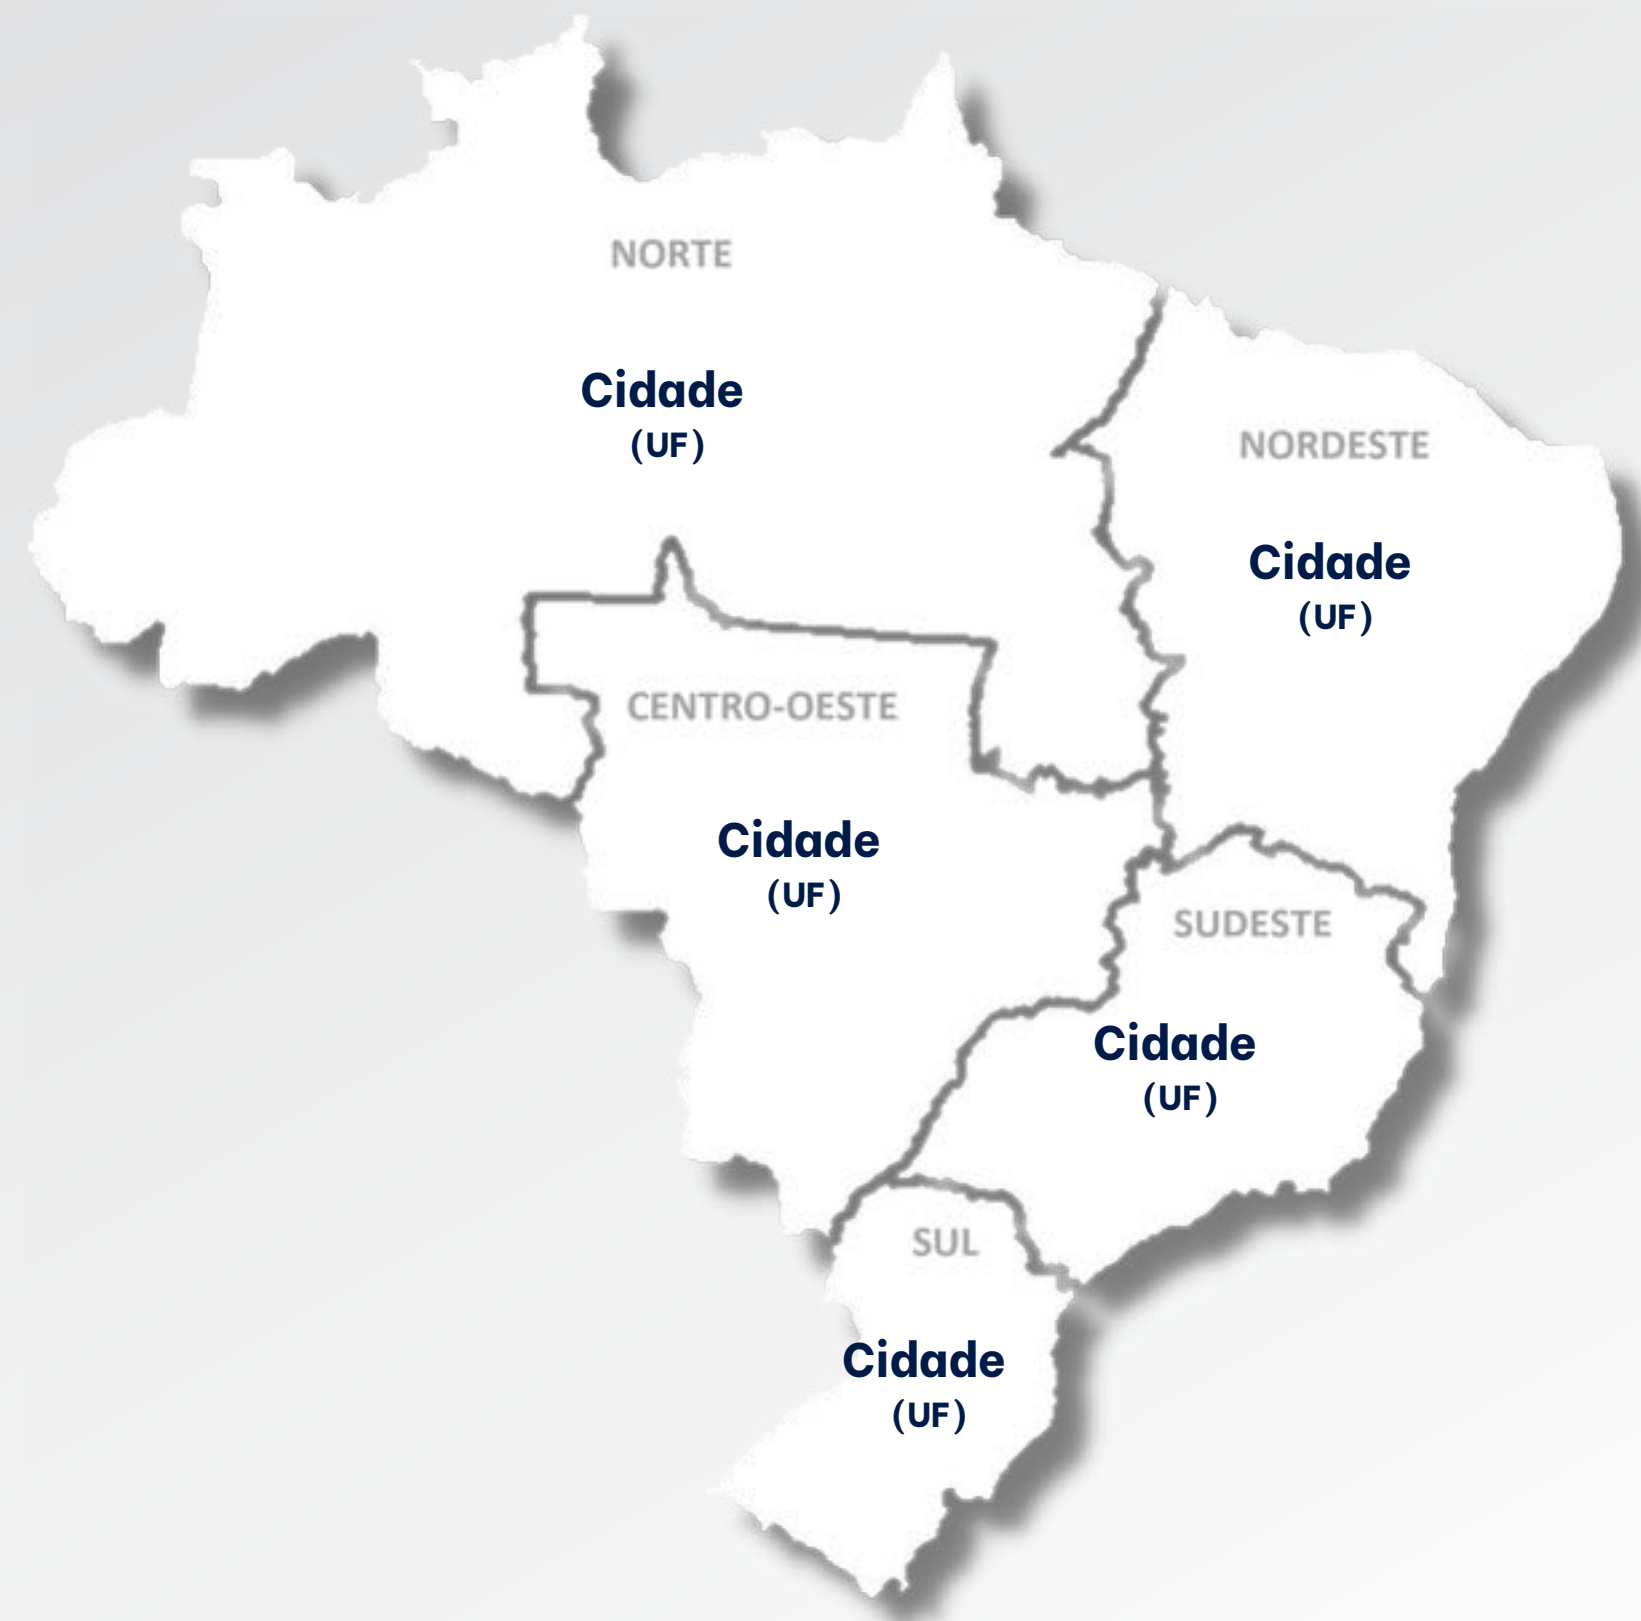 NORTE
Cidade
(UF)
NORDESTE
Cidade
(UF)
CENTRO-OESTE
Cidade
(UF)
SUDESTE
Cidade
(UF)
SUL
Cidade
(UF)